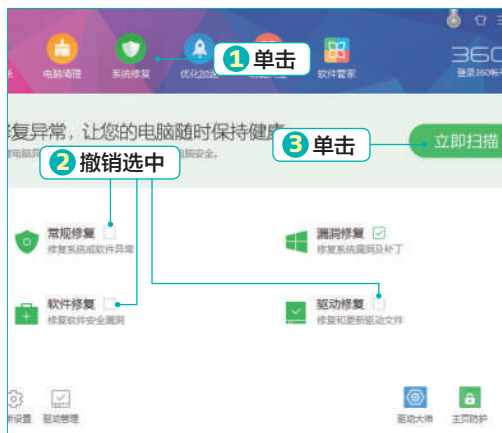 电脑清理
系统修复
优化加速
软件管家
1 单击
360
登录360帐号
修复异常，让您的电脑随时保持健康
脑安全。
2 撤销选中
3 单击
立即扫描
常规修复
修复系统或软件异常
漏洞修复
修复系统漏洞及补丁
软件修复
修复软件安全漏洞
驱动修复
修复和更新驱动文件
设置
驱动管理
驱动大师
主页防护